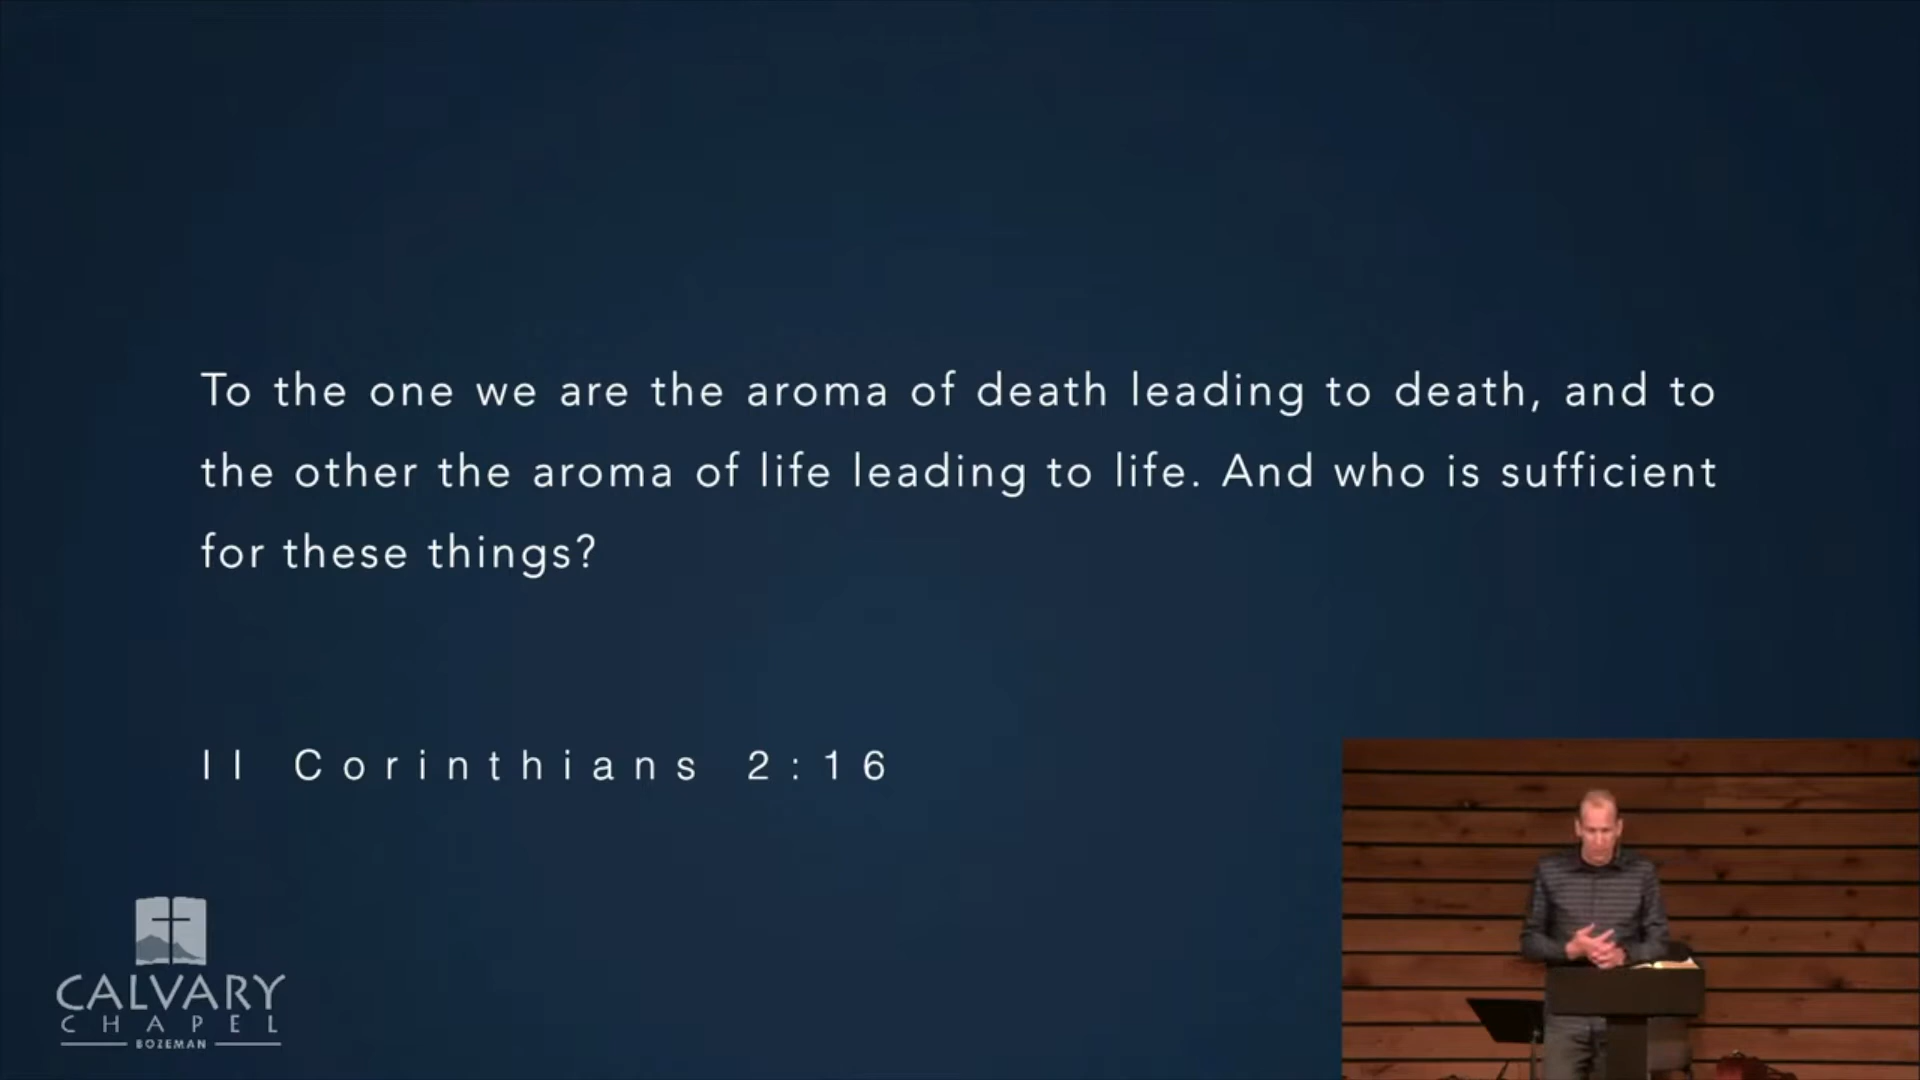 To the one we are the aroma of death leading to death, and to
the other the aroma of life leading to life. And who is sufficient
for these things?
II Corinthians 2:16
CALVARY
CHAPEL
BOZEMAN